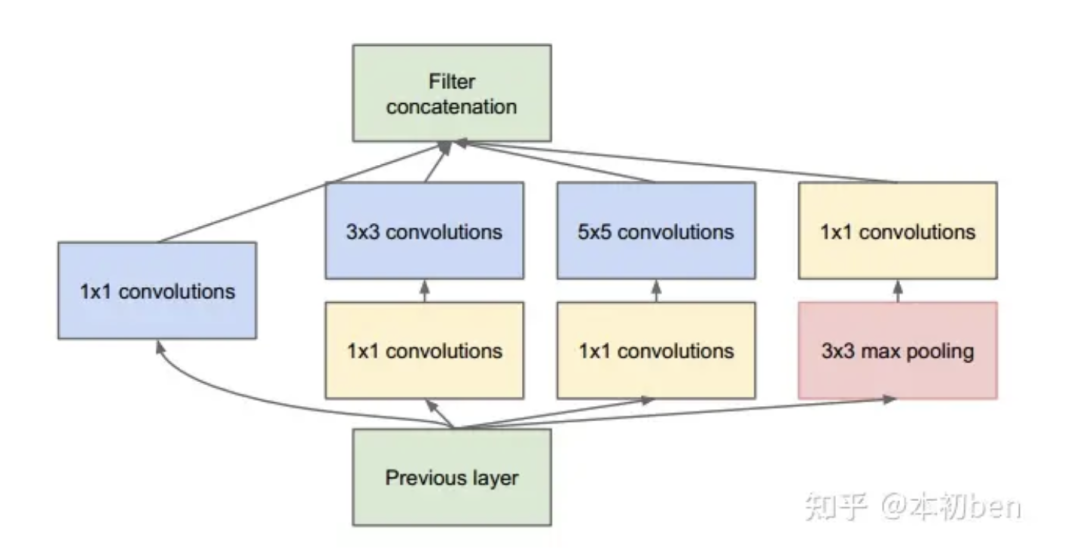 Filter
concatenation
3x3 convolutions
5x5 convolutions
1x1 convolutions
1x1 convolutions
1x1 convolutions
1x1 convolutions
3x3 max pooling
Previous layer
知乎 @本初ben